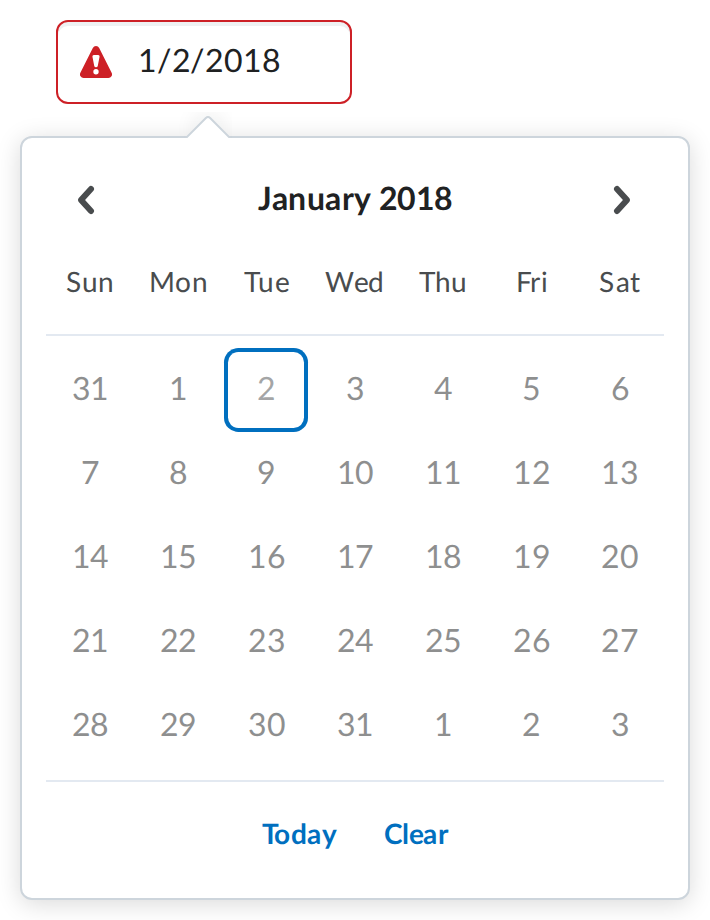 1/2/2018
January 2018
Sun Mon Tue Wed Thu Fri Sat
31 1 2 3 4 5 6
7 8 9 10 11 12 13
14 15 16 17 18 19 20
21 22 23 24 25 26 27
28 29 30 31 1 2 3
Today Clear